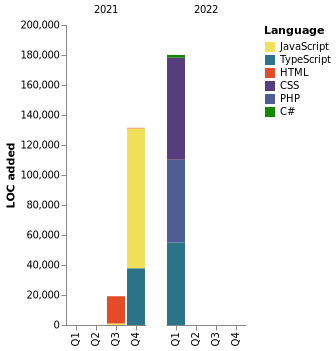 2021 2022
Language
JavaScript
TypeScript
HTML
CSS
PHP
C#
LOC added
200,000
180,000
160,000
140,000
120,000
100,000
80,000
60,000
40,000
20,000
0
Q1 Q2 Q3 Q4 Q1 Q2 Q3 Q4